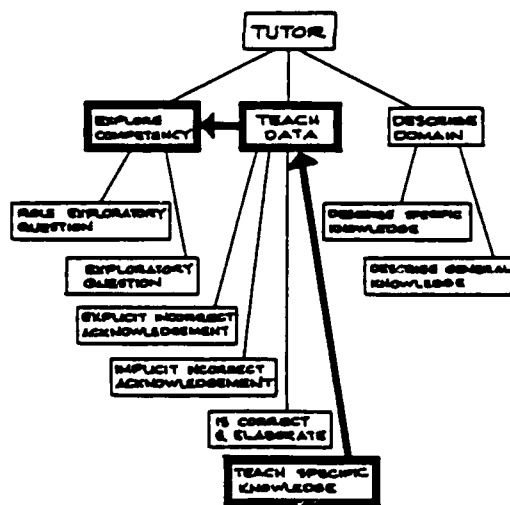 TUTOR
EXPLORE
COMPETENCY
TEACH
DATA
DESCRIBE
DOMAIN
ROLE EXPLORATORY
QUESTION
DESCRIBE SPECIFIC
KNOWLEDGE
EXPLORATORY
QUESTION
DESCRIBE GENERAL
KNOWLEDGE
EXPLICIT INCORRECT
ACKNOWLEDGEMENT
IMPLICIT INCORRECT
ACKNOWLEDGEMENT
IS CORRECT
& ELABORATE
TEACH SPECIFIC
KNOWLEDGE